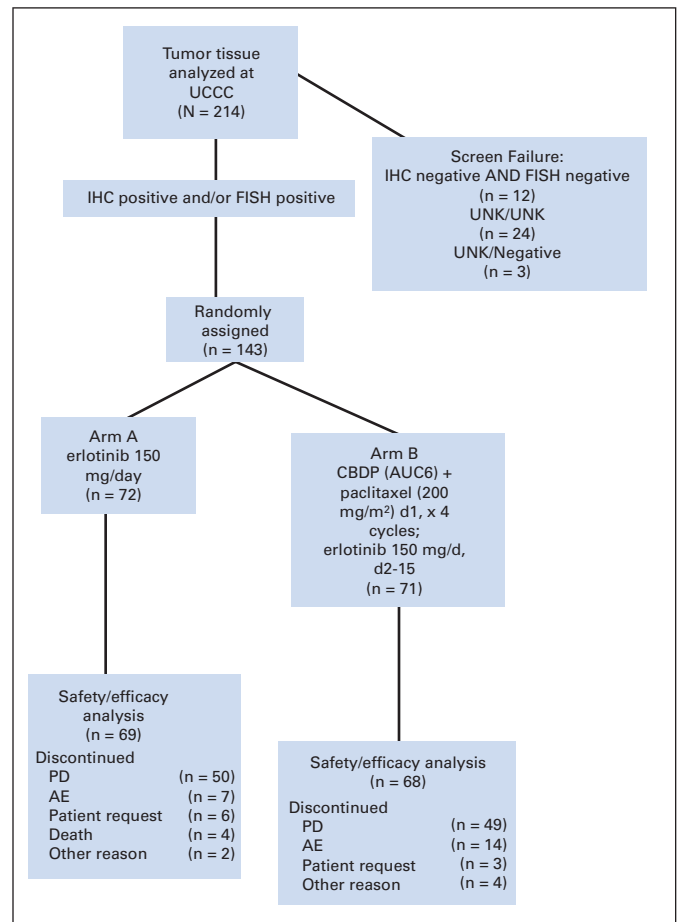 Tumor tissue
analyzed at
UCCC
(N = 214)
Screen Failure:
IHC negative AND FISH negative
(n = 12)
UNK/UNK
(n = 24)
UNK/Negative
(n = 3)
IHC positive and/or FISH positive
Randomly
assigned
(n = 143)
Arm A
erlotinib 150
mg/day
(n = 72)
Arm B
CBDP (AUC6) +
paclitaxel (200
mg/m²) d1, x 4
cycles;
erlotinib 150 mg/d,
d2-15
(n = 71)
Safety/efficacy
analysis
(n = 69)
Discontinued
PD (n = 50)
AE (n = 7)
Patient request (n = 6)
Death (n = 4)
Other reason (n = 2)
Safety/efficacy analysis
(n = 68)
Discontinued
PD (n = 49)
AE (n = 14)
Patient request (n = 3)
Other reason (n = 4)